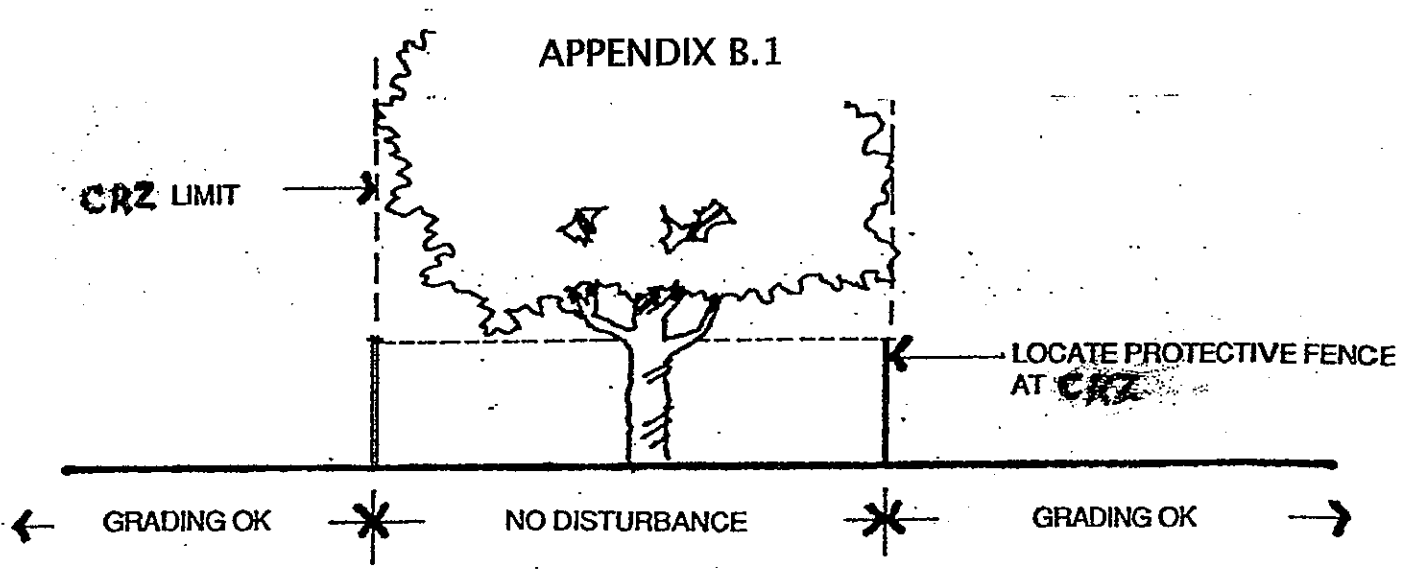 APPENDIX B.1
CRZ LIMIT
LOCATE PROTECTIVE FENCE
AT CRZ
GRADING OK
NO DISTURBANCE
GRADING OK